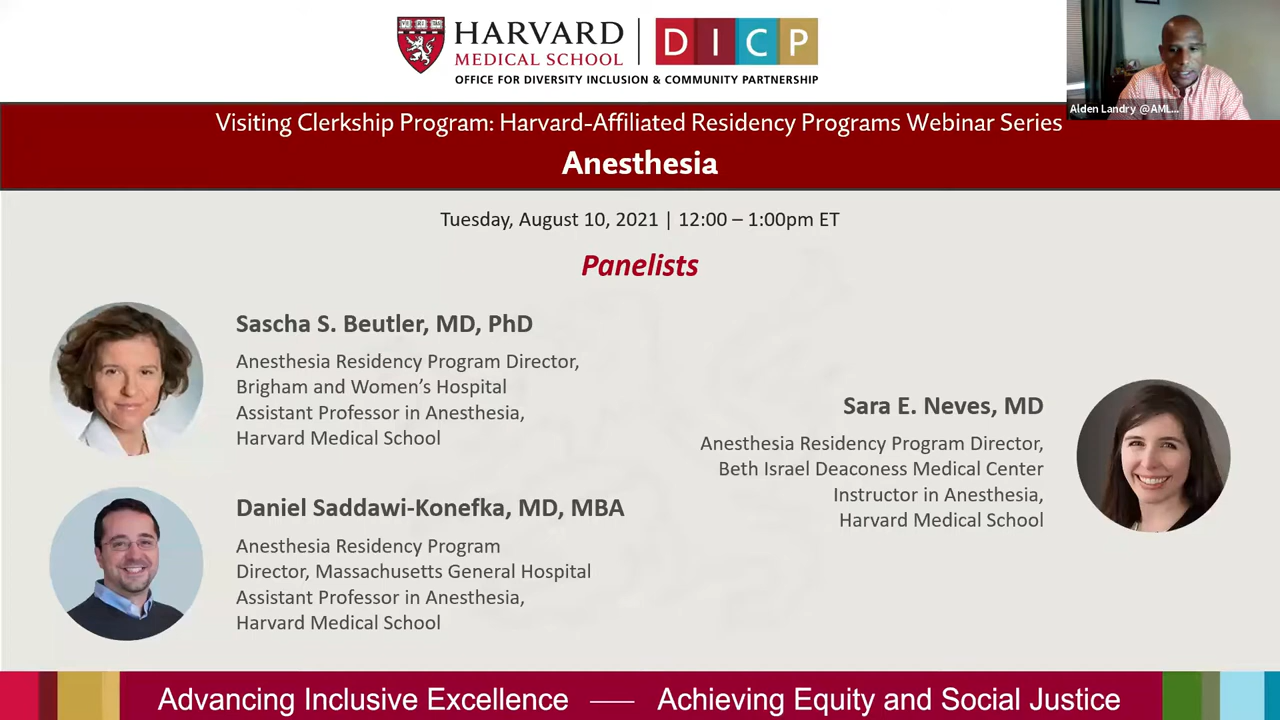 HARVARD
MEDICAL SCHOOL
DICP
OFFICE FOR DIVERSITY INCLUSION & COMMUNITY PARTNERSHIP
Alden Landry @AML...
Visiting Clerkship Program: Harvard-Affiliated Residency Programs Webinar Series
Anesthesia
Tuesday, August 10, 2021 | 12:00 – 1:00pm ET
Panelists
Sascha S. Beutler, MD, PhD
Anesthesia Residency Program Director,
Brigham and Women’s Hospital
Assistant Professor in Anesthesia,
Harvard Medical School
Sara E. Neves, MD
Anesthesia Residency Program Director,
Beth Israel Deaconess Medical Center
Instructor in Anesthesia,
Harvard Medical School
Daniel Saddawi-Konefka, MD, MBA
Anesthesia Residency Program
Director, Massachusetts General Hospital
Assistant Professor in Anesthesia,
Harvard Medical School
Advancing Inclusive Excellence —— Achieving Equity and Social Justice